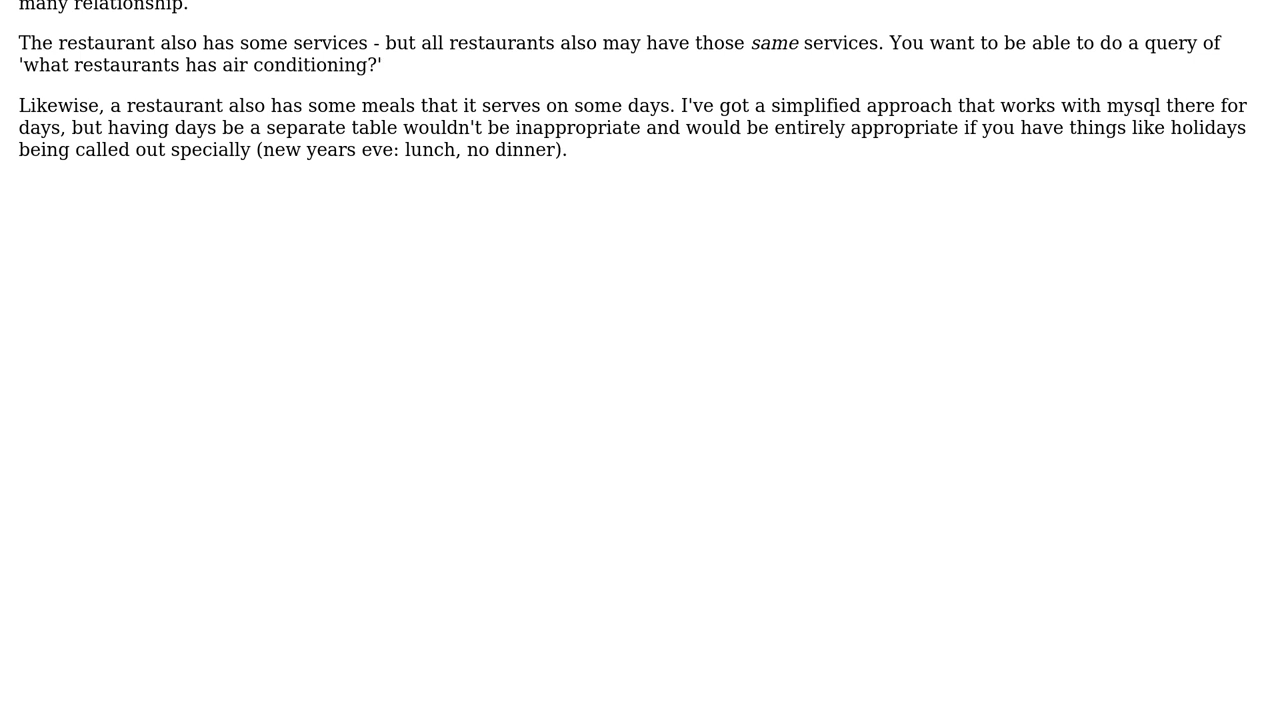 many relationship.
The restaurant also has some services - but all restaurants also may have those same services. You want to be able to do a query of
'what restaurants has air conditioning?'
Likewise, a restaurant also has some meals that it serves on some days. I've got a simplified approach that works with mysql there for
days, but having days be a separate table wouldn't be inappropriate and would be entirely appropriate if you have things like holidays
being called out specially (new years eve: lunch, no dinner).